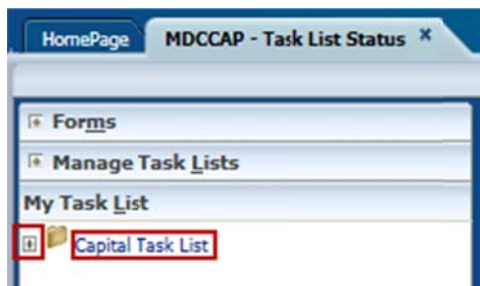 HomePage MDCCAP - Task List Status ×
Forms
Manage Task Lists
My Task List
Capital Task List